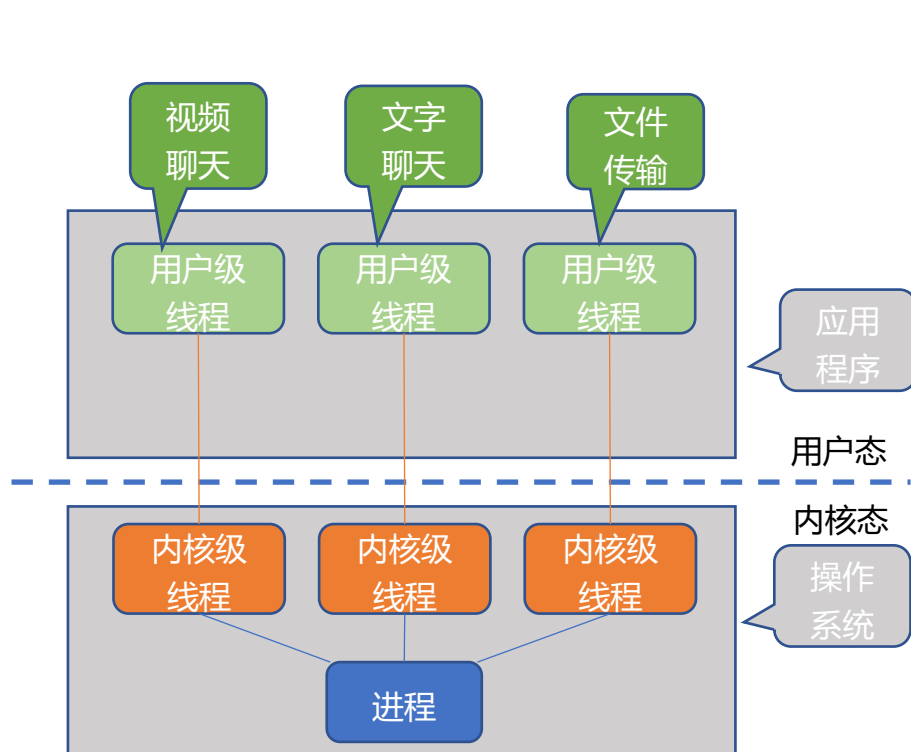 视频
聊天
文字
聊天
文件
传输
用户级
线程
用户级
线程
用户级
线程
应用
程序
用户态
内核态
内核级
线程
内核级
线程
内核级
线程
操作
系统
进程